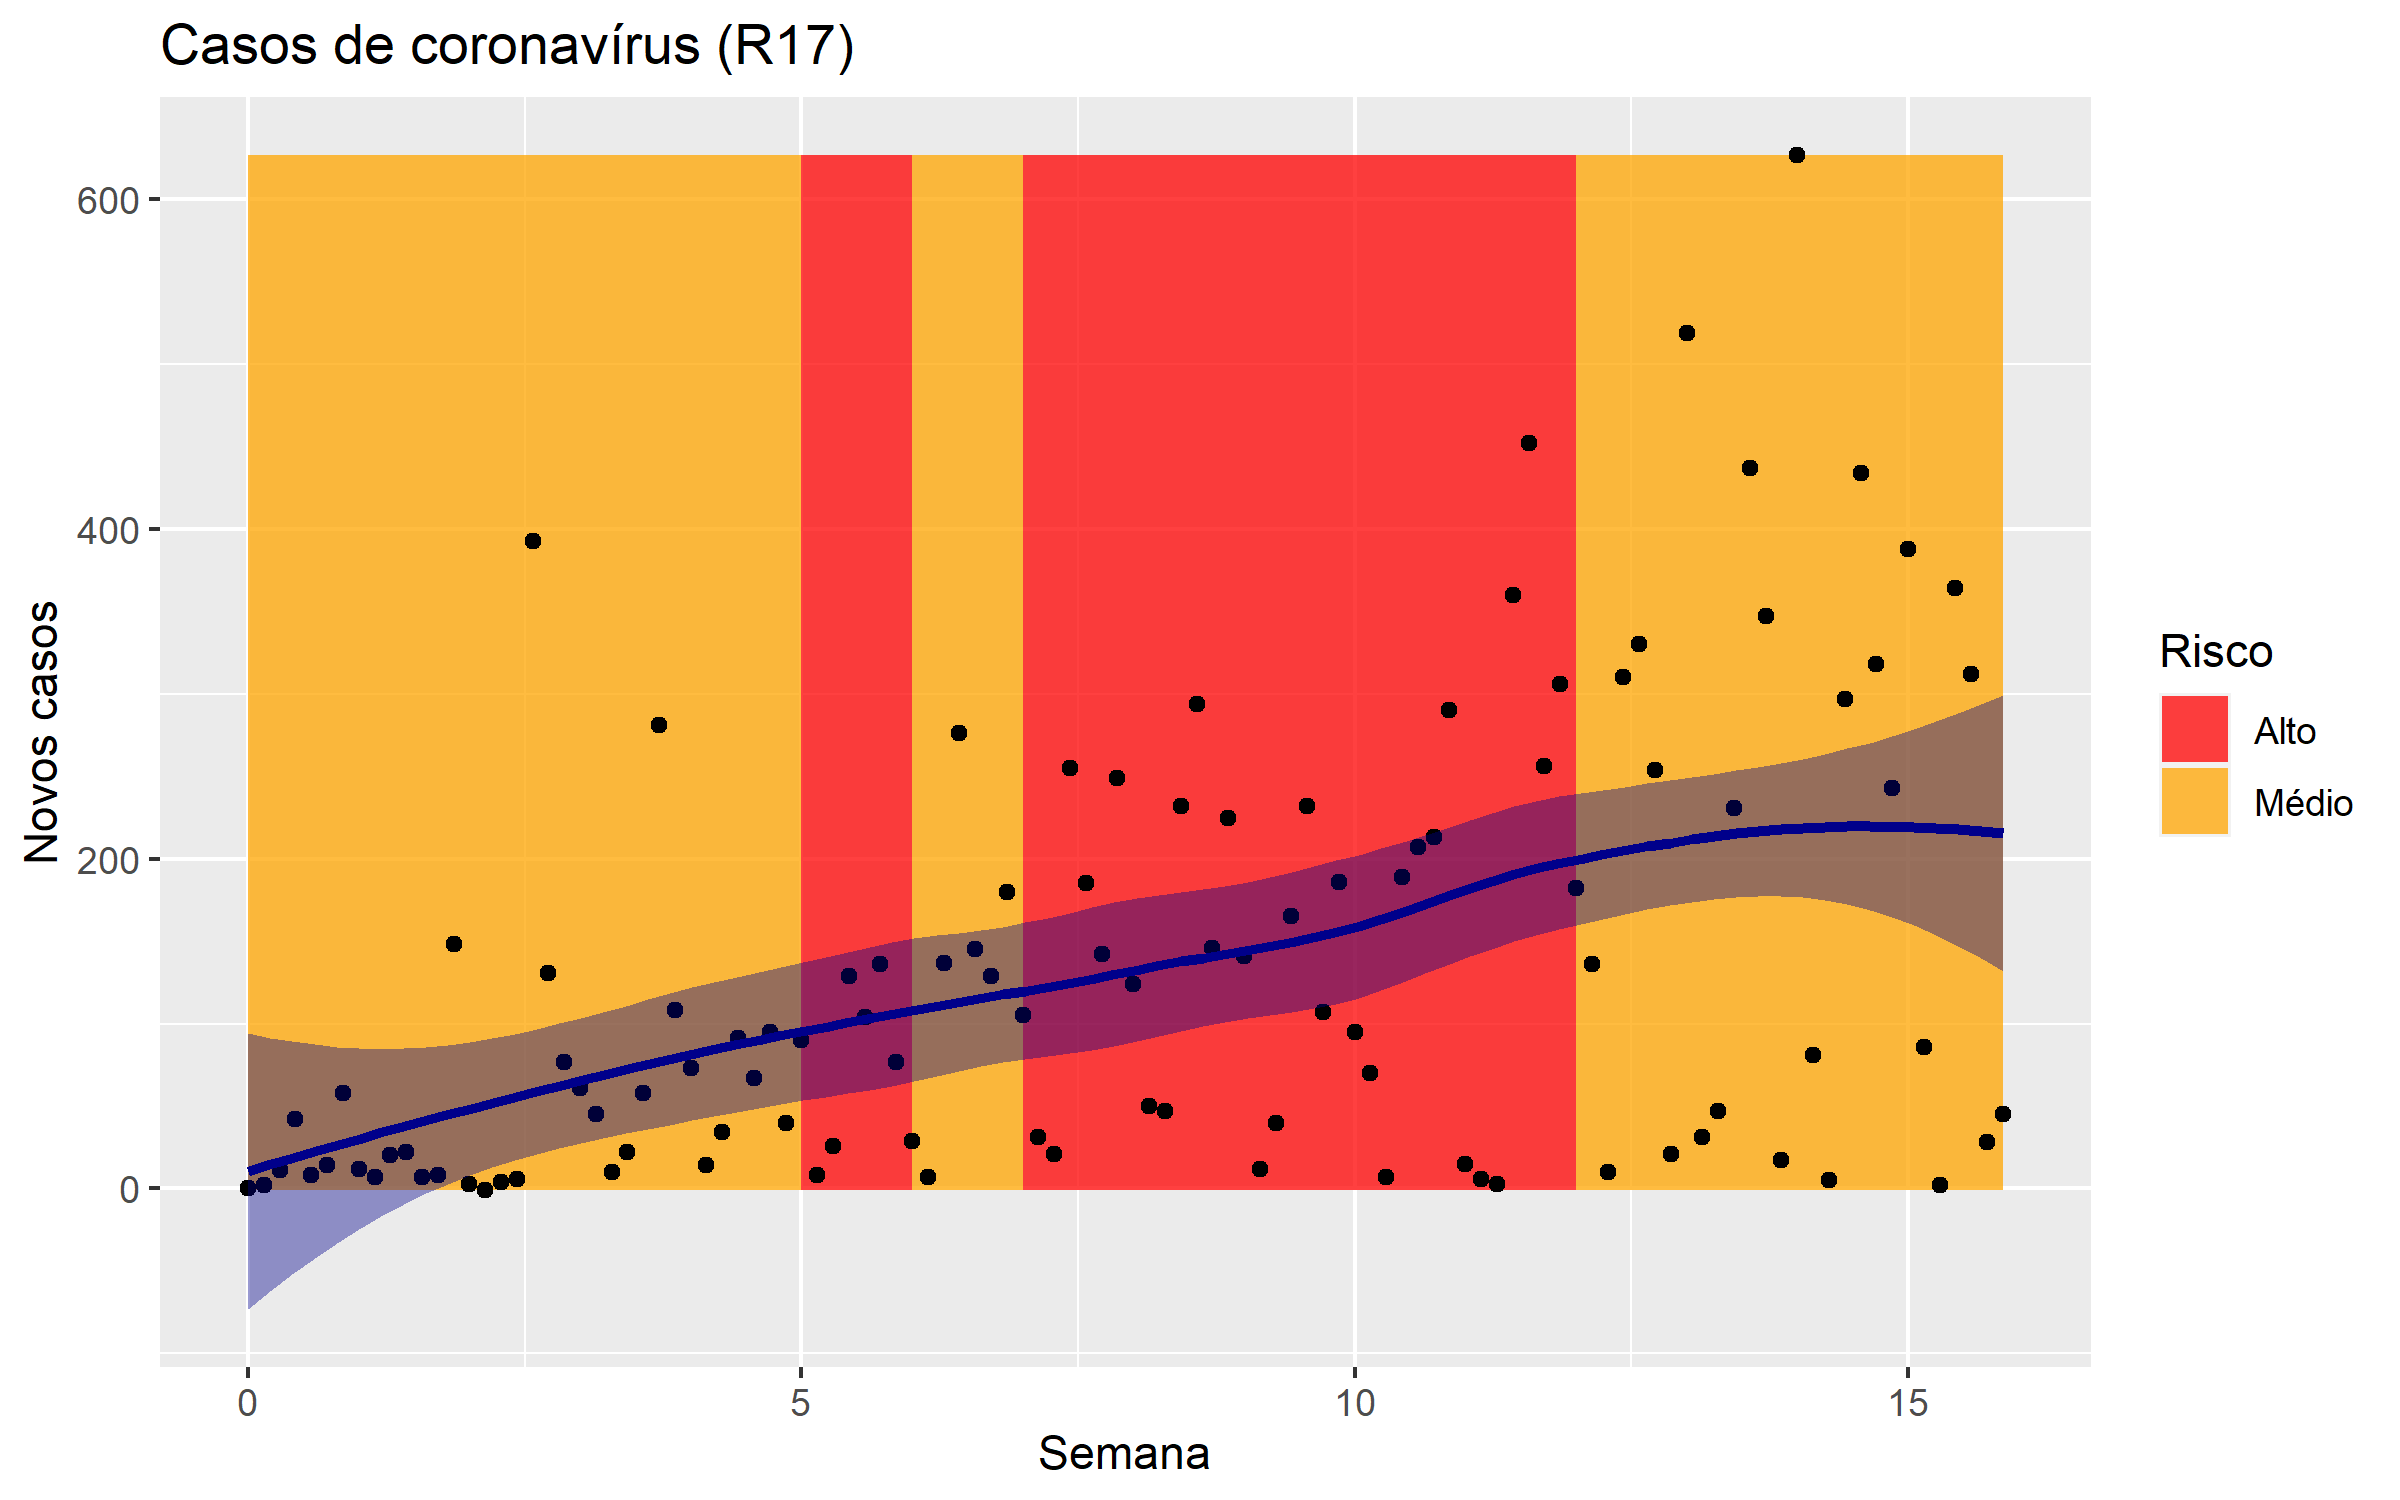 Casos de coronavírus (R17)
Novos casos
600
400
200
0
0 5 10 15
Semana
Risco
Alto
Médio